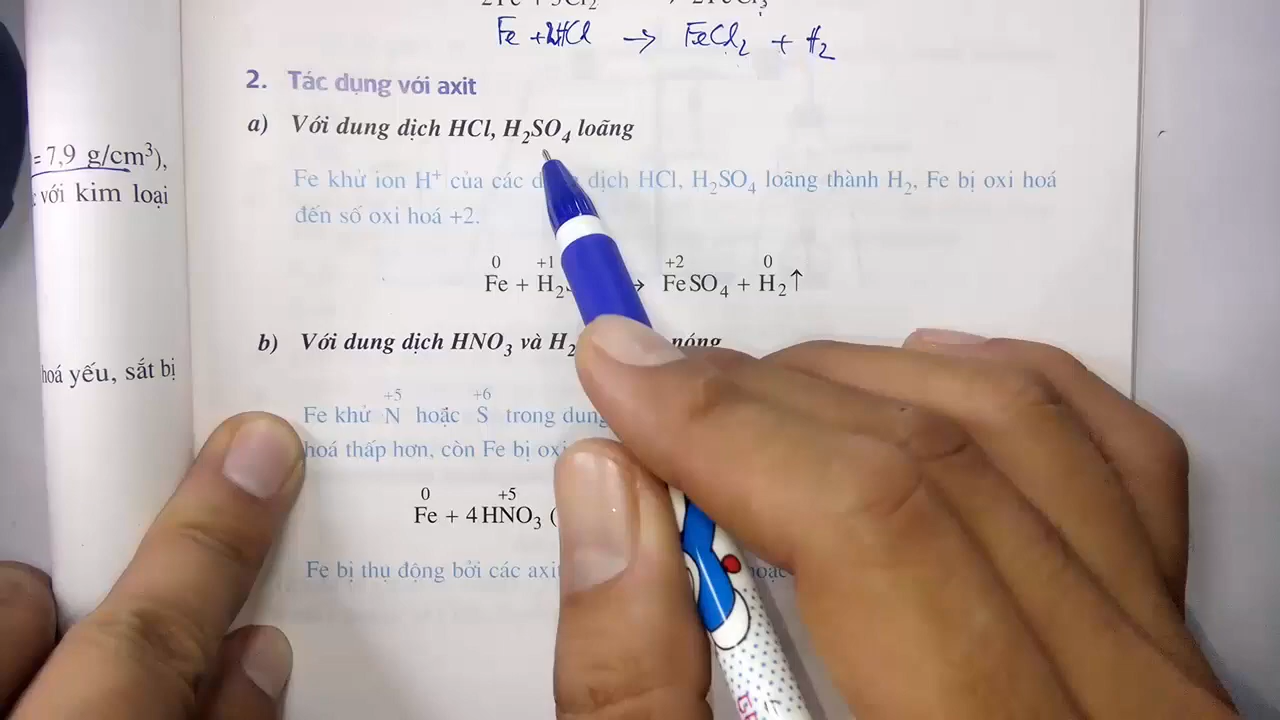 Fe + 2HCl → FeCl₂ + H₂
2. Tác dụng với axit
a) Với dung dịch HCl, H₂SO₄ loãng
= 7,9 g/cm³),
với kim loại
Fe khử ion H⁺ của các dịch HCl, H₂SO₄ loãng thành H₂, Fe bị oxi hoá
đến số oxi hoá +2.
0 +1 +2 0
Fe + H₂ → FeSO₄ + H₂↑
b) Với dung dịch HNO₃ và H₂ nóng
hoá yếu, sắt bị
+5 +6
Fe khử N hoặc S trong dung
hoá thấp hơn, còn Fe bị oxi
0 +5
Fe + 4HNO₃ (
Fe bị thụ động bởi các axit hoặc